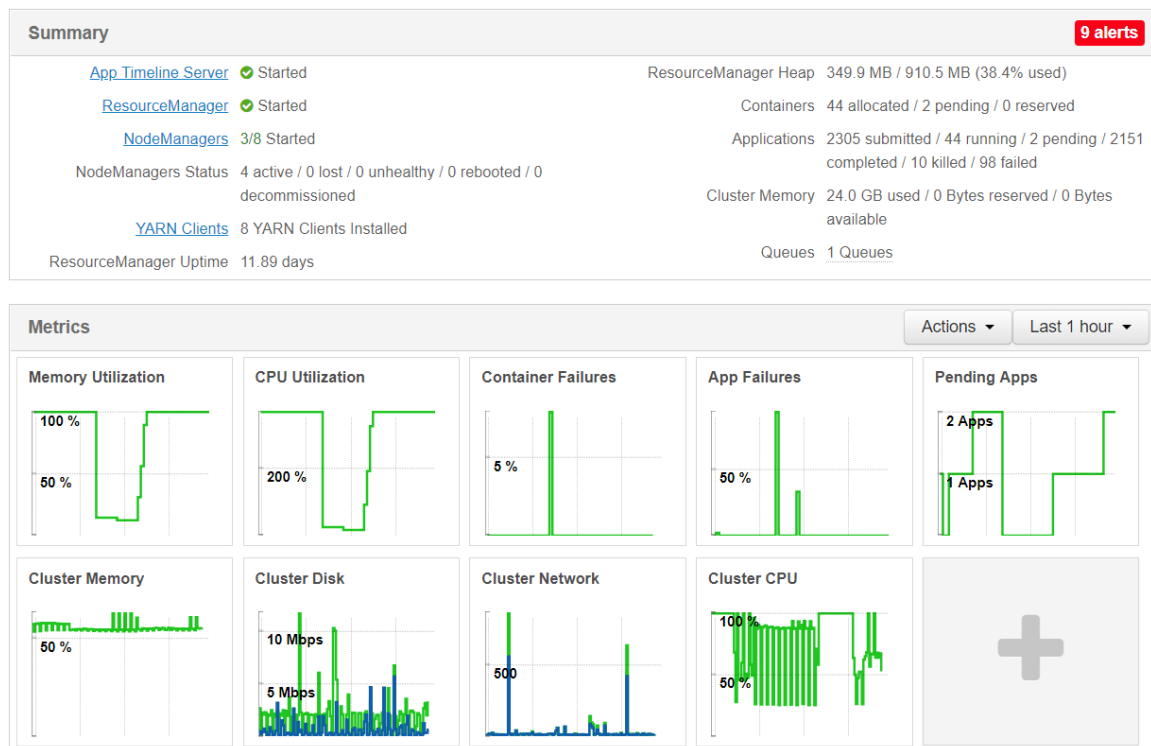 Summary
9 alerts
App Timeline Server Started
ResourceManager Started
NodeManagers 3/8 Started
NodeManagers Status 4 active / 0 lost / 0 unhealthy / 0 rebooted / 0
decommissioned
YARN Clients 8 YARN Clients Installed
ResourceManager Uptime 11.89 days
ResourceManager Heap 349.9 MB / 910.5 MB (38.4% used)
Containers 44 allocated / 2 pending / 0 reserved
Applications 2305 submitted / 44 running / 2 pending / 2151
completed / 10 killed / 98 failed
Cluster Memory 24.0 GB used / 0 Bytes reserved / 0 Bytes
available
Queues 1 Queues
Metrics
Actions
Last 1 hour
Memory Utilization
100 %
50 %
CPU Utilization
200 %
Container Failures
5 %
App Failures
50 %
Pending Apps
2 Apps
1 Apps
Cluster Memory
50 %
Cluster Disk
10 Mbps
5 Mbps
Cluster Network
500
Cluster CPU
100 %
50 %